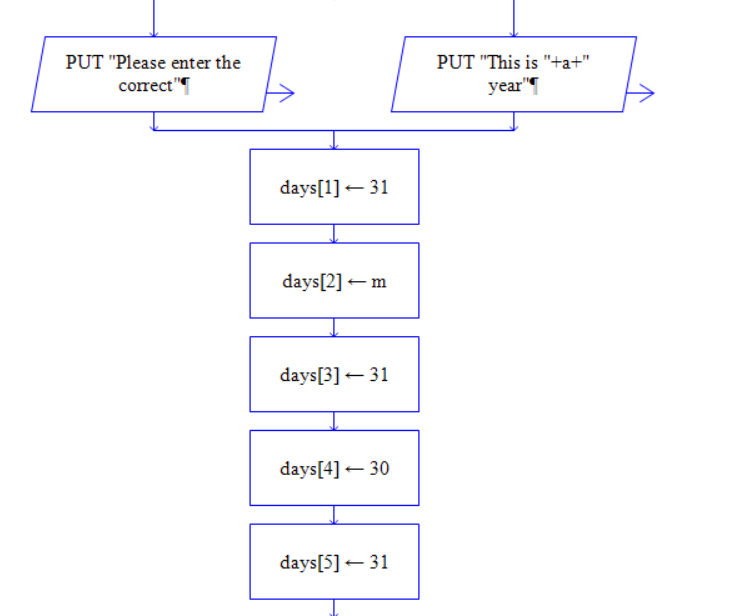 PUT "Please enter the
correct"¶
PUT "This is "+a+"
year"¶
days[1] ← 31
days[2] ← m
days[3] ← 31
days[4] ← 30
days[5] ← 31